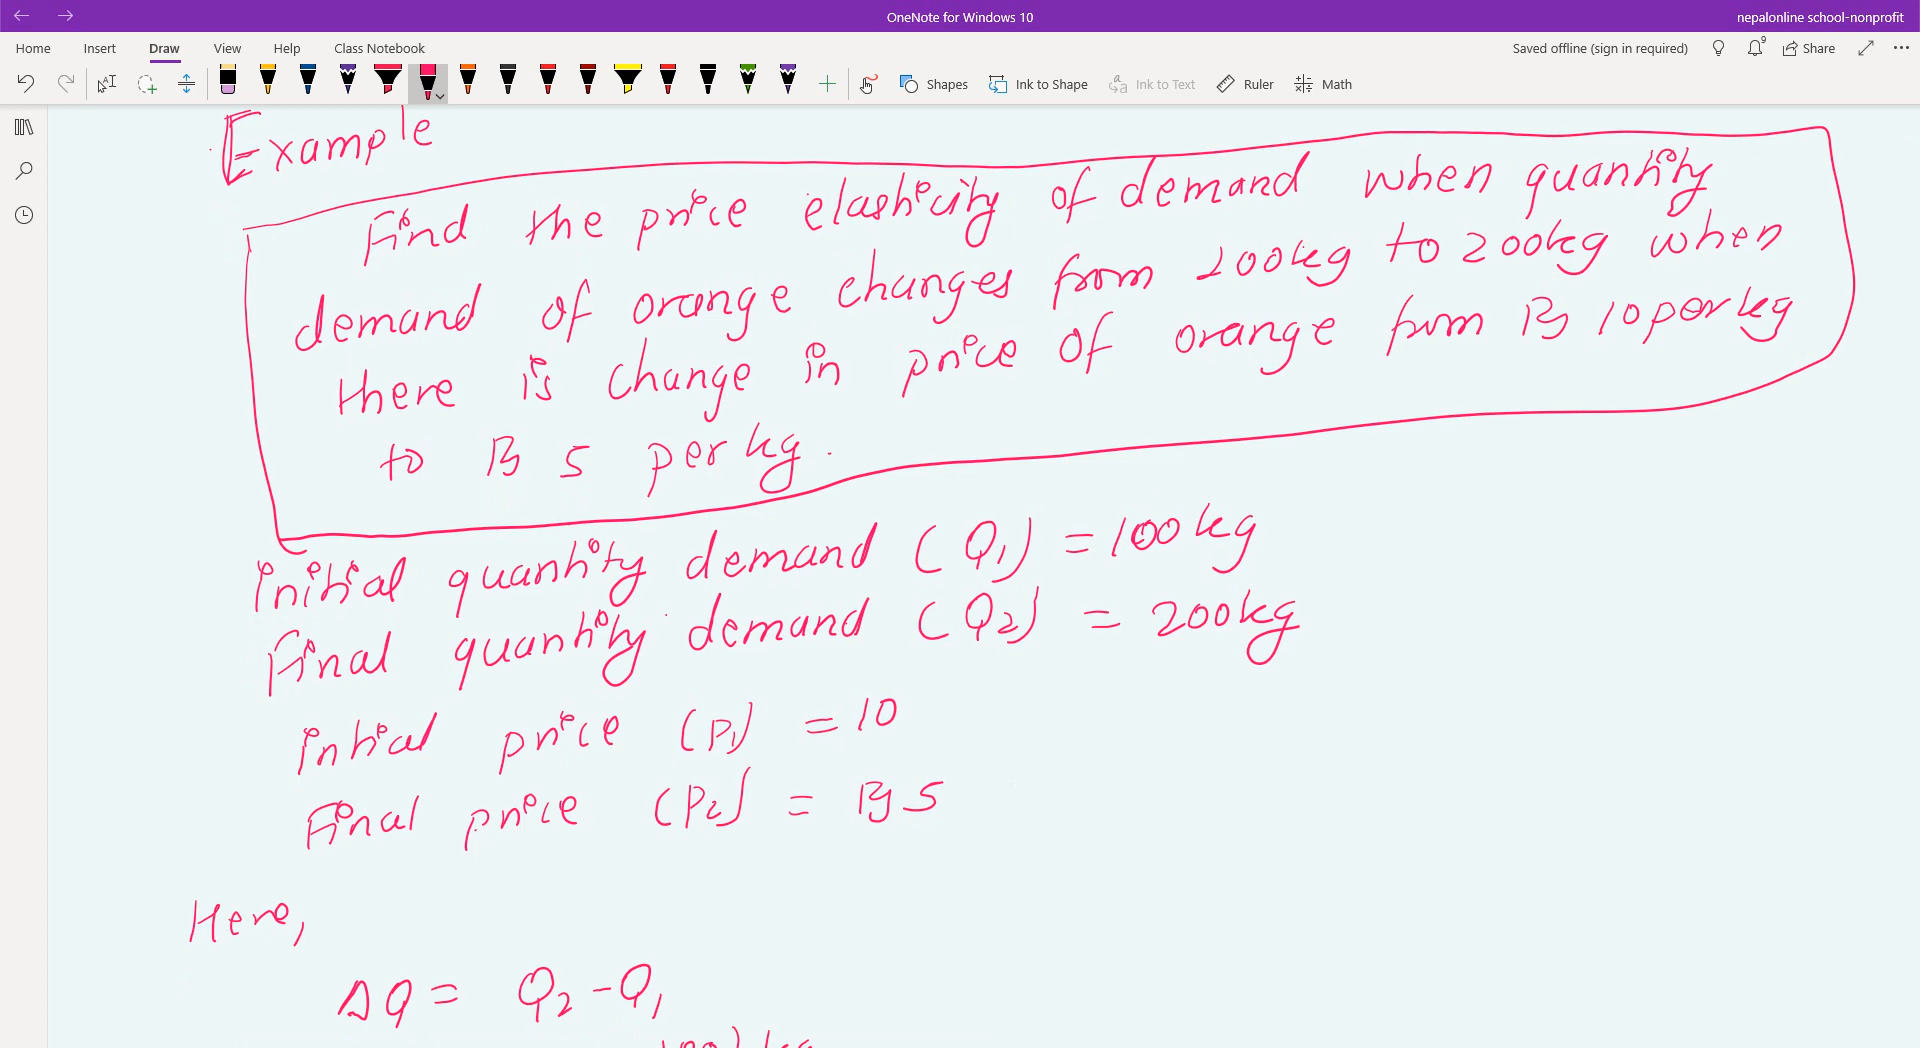 OneNote for Windows 10
nepalonline school-nonprofit
Home Insert Draw View Help Class Notebook
Saved offline (sign in required) 9 Share
Shapes Ink to Shape Ink to Text Ruler Math
Example
Find the price elasticity of demand when quantity
demand of orange changes from 100kg to 200kg when
there is change in price of orange from Rs 10 per kg
to Rs 5 per kg.
initial quantity demand (Q1) = 100kg
Final quantity demand (Q2) = 200kg
intial price (P1) = 10
Final price (P2) = Rs 5
Here,
ΔQ = Q2 - Q1